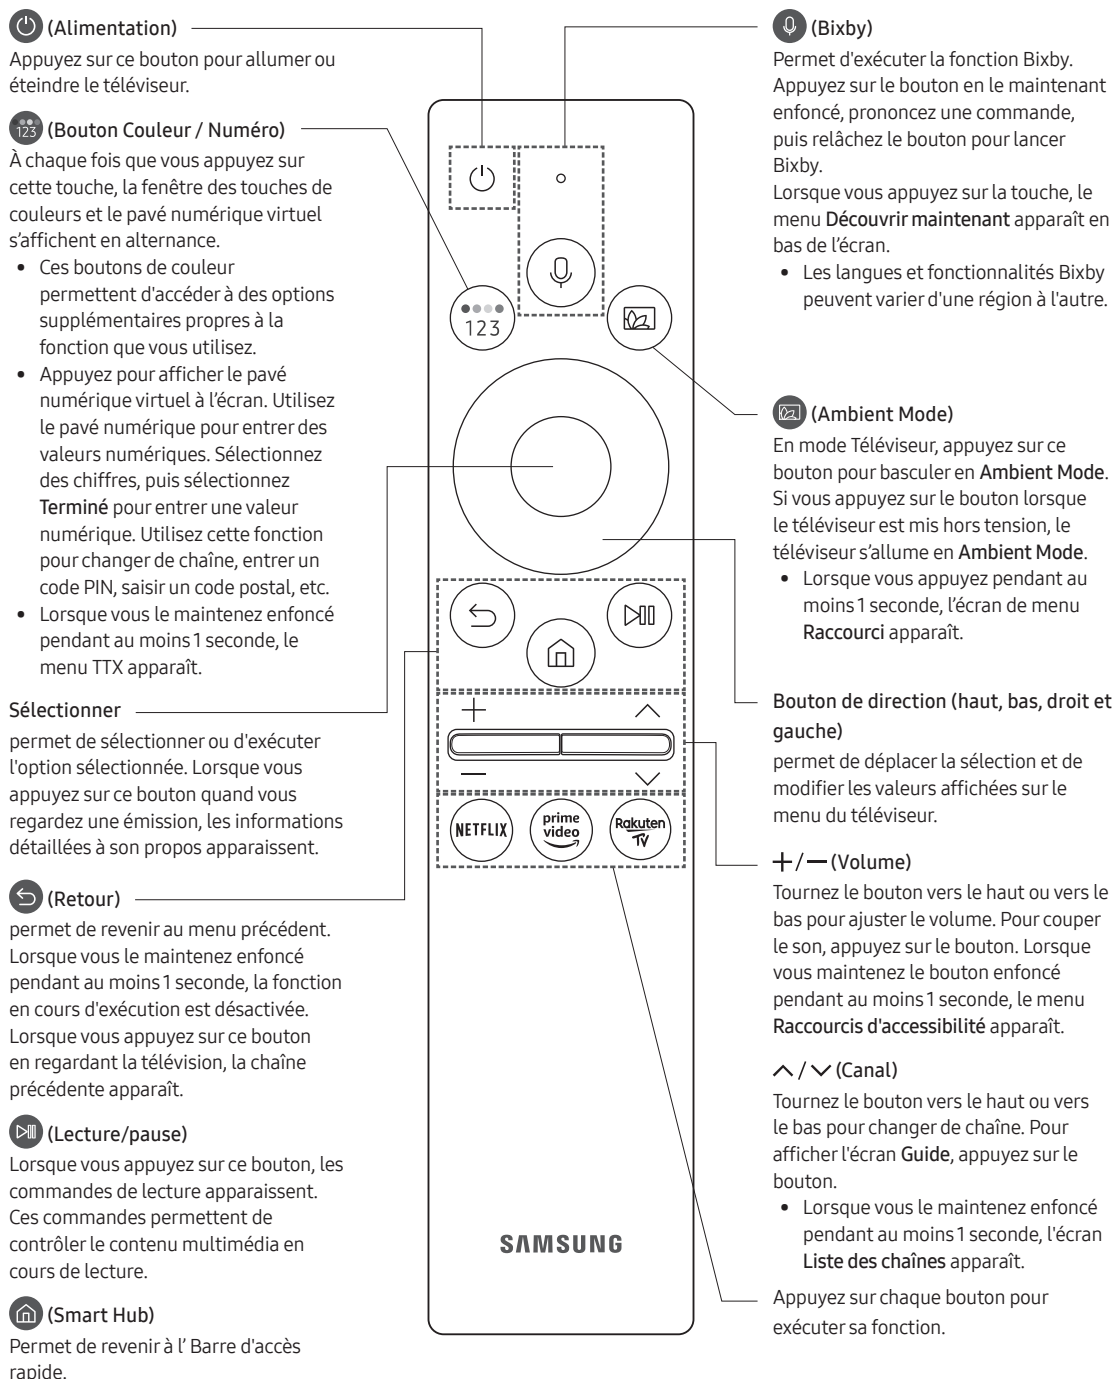 (Alimentation)
Appuyez sur ce bouton pour allumer ou
éteindre le téléviseur.
123 (Bouton Couleur / Numéro)
À chaque fois que vous appuyez sur
cette touche, la fenêtre des touches de
couleurs et le pavé numérique virtuel
s’affichent en alternance.
• Ces boutons de couleur
permettent d'accéder à des options
supplémentaires propres à la
fonction que vous utilisez.
• Appuyez pour afficher le pavé
numérique virtuel à l’écran. Utilisez
le pavé numérique pour entrer des
valeurs numériques. Sélectionnez
des chiffres, puis sélectionnez
Terminé pour entrer une valeur
numérique. Utilisez cette fonction
pour changer de chaîne, entrer un
code PIN, saisir un code postal, etc.
• Lorsque vous le maintenez enfoncé
pendant au moins 1 seconde, le
menu TTX apparaît.
Sélectionner
permet de sélectionner ou d'exécuter
l'option sélectionnée. Lorsque vous
appuyez sur ce bouton quand vous
regardez une émission, les informations
détaillées à son propos apparaissent.
(Retour)
permet de revenir au menu précédent.
Lorsque vous le maintenez enfoncé
pendant au moins 1 seconde, la fonction
en cours d'exécution est désactivée.
Lorsque vous appuyez sur ce bouton
en regardant la télévision, la chaîne
précédente apparaît.
(Lecture/pause)
Lorsque vous appuyez sur ce bouton, les
commandes de lecture apparaissent.
Ces commandes permettent de
contrôler le contenu multimédia en
cours de lecture.
(Smart Hub)
Permet de revenir à l’ Barre d'accès
rapide.
123
NETFLIX
prime
video
Rakuten
TV
SAMSUNG
(Bixby)
Permet d'exécuter la fonction Bixby.
Appuyez sur le bouton en le maintenant
enfoncé, prononcez une commande,
puis relâchez le bouton pour lancer
Bixby.
Lorsque vous appuyez sur la touche, le
menu Découvrir maintenant apparaît en
bas de l’écran.
• Les langues et fonctionnalités Bixby
peuvent varier d'une région à l'autre.
(Ambient Mode)
En mode Téléviseur, appuyez sur ce
bouton pour basculer en Ambient Mode.
Si vous appuyez sur le bouton lorsque
le téléviseur est mis hors tension, le
téléviseur s’allume en Ambient Mode.
• Lorsque vous appuyez pendant au
moins 1 seconde, l’écran de menu
Raccourci apparaît.
Bouton de direction (haut, bas, droit et
gauche)
permet de déplacer la sélection et de
modifier les valeurs affichées sur le
menu du téléviseur.
+ / — (Volume)
Tournez le bouton vers le haut ou vers le
bas pour ajuster le volume. Pour couper
le son, appuyez sur le bouton. Lorsque
vous maintenez le bouton enfoncé
pendant au moins 1 seconde, le menu
Raccourcis d'accessibilité apparaît.
/ (Canal)
Tournez le bouton vers le haut ou vers
le bas pour changer de chaîne. Pour
afficher l'écran Guide, appuyez sur le
bouton.
• Lorsque vous le maintenez enfoncé
pendant au moins 1 seconde, l'écran
Liste des chaînes apparaît.
Appuyez sur chaque bouton pour
exécuter sa fonction.